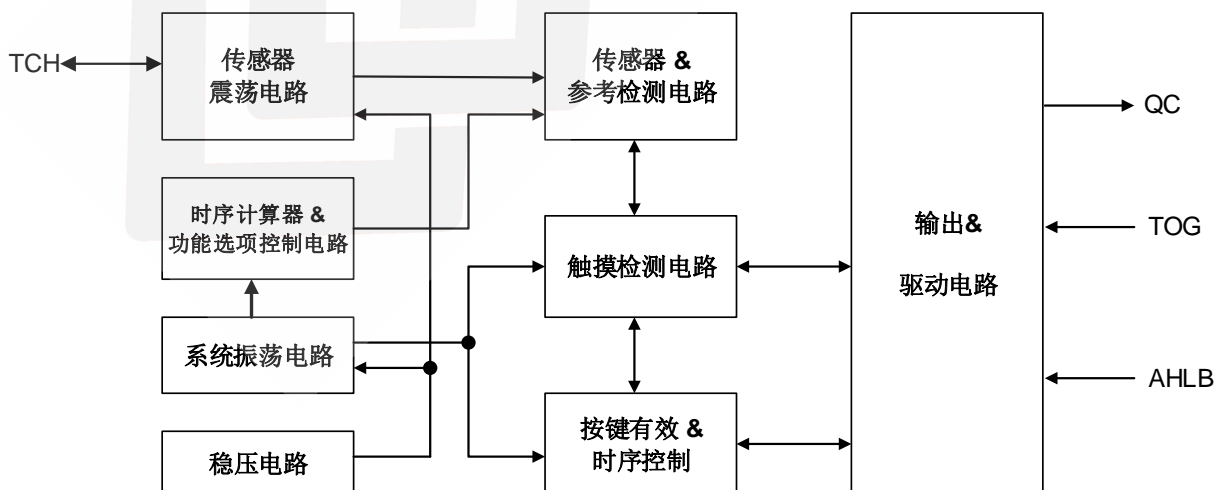 TCH
传感器
震荡电路
传感器 &
参考检测电路
时序计算器 &
功能选项控制电路
触摸检测电路
系统振荡电路
按键有效 &
时序控制
稳压电路
输出&
驱动电路
QC
TOG
AHLB